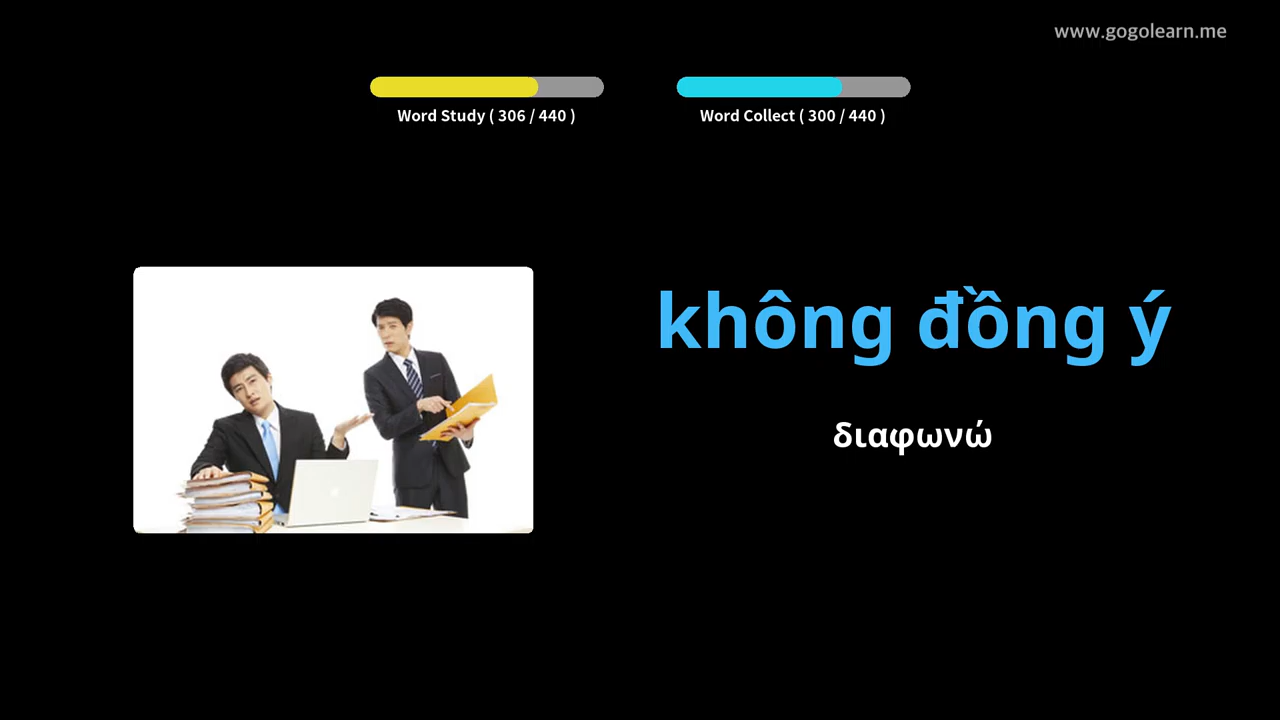 www.gogolearn.me
Word Study ( 306 / 440 )
Word Collect ( 300 / 440 )
không đồng ý
διαφωνώ